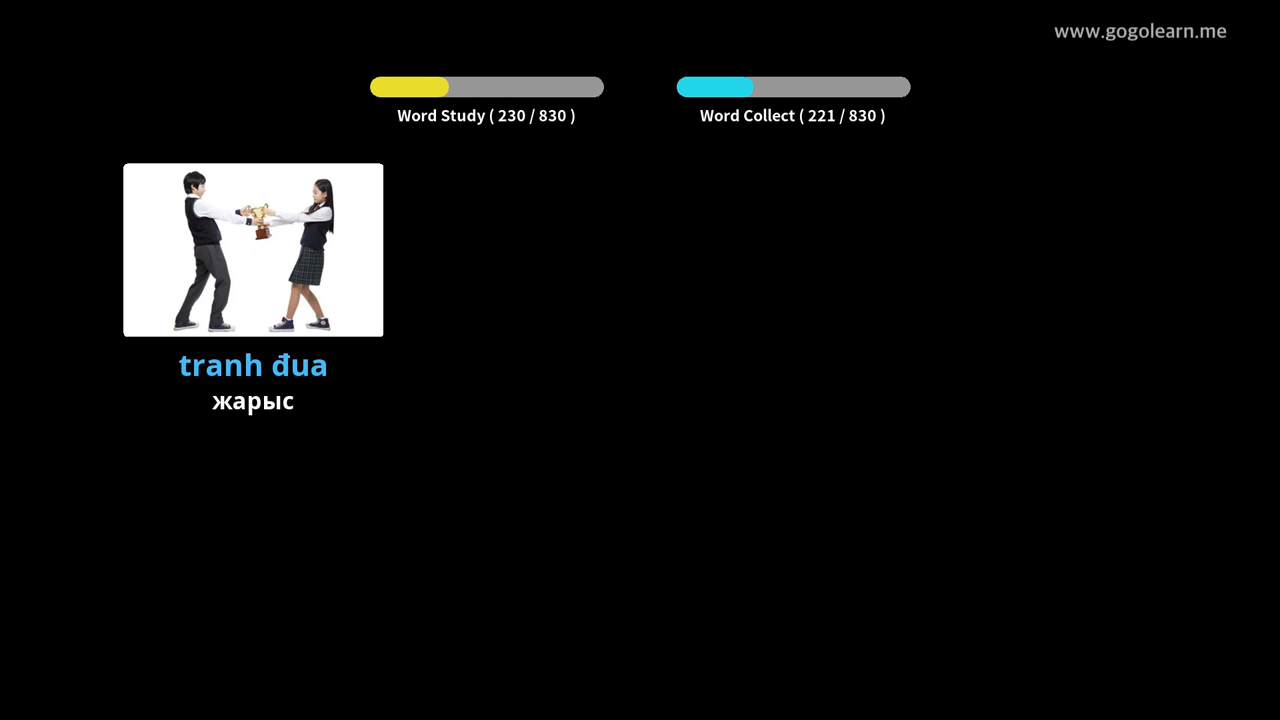 www.gogolearn.me
Word Study ( 230 / 830 )
Word Collect ( 221 / 830 )
tranh đua
жарыс